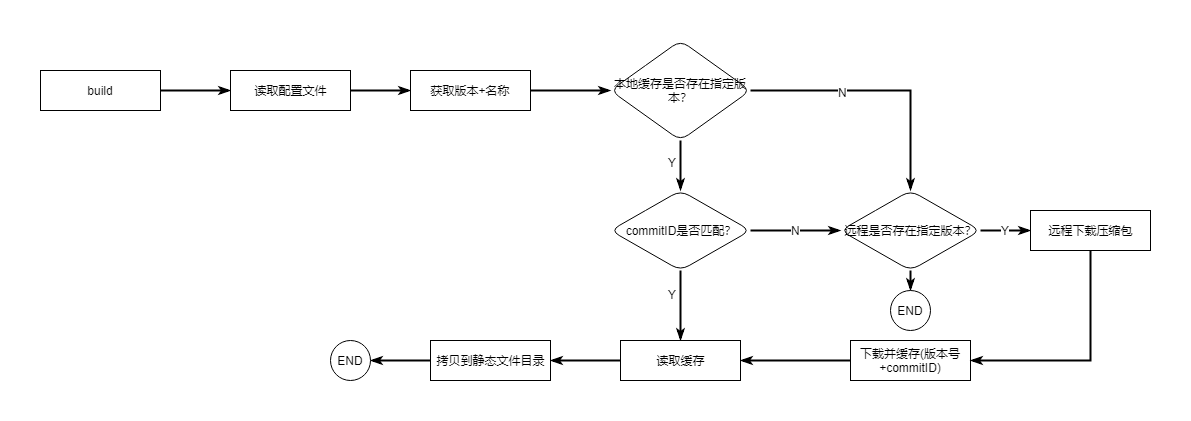 build
读取配置文件
获取版本+名称
本地缓存是否存在指定版
本？
N
Y
commitID是否匹配？
N
远程是否存在指定版本？
Y
远程下载压缩包
Y
END
END
拷贝到静态文件目录
读取缓存
下载并缓存(版本号
+commitID)